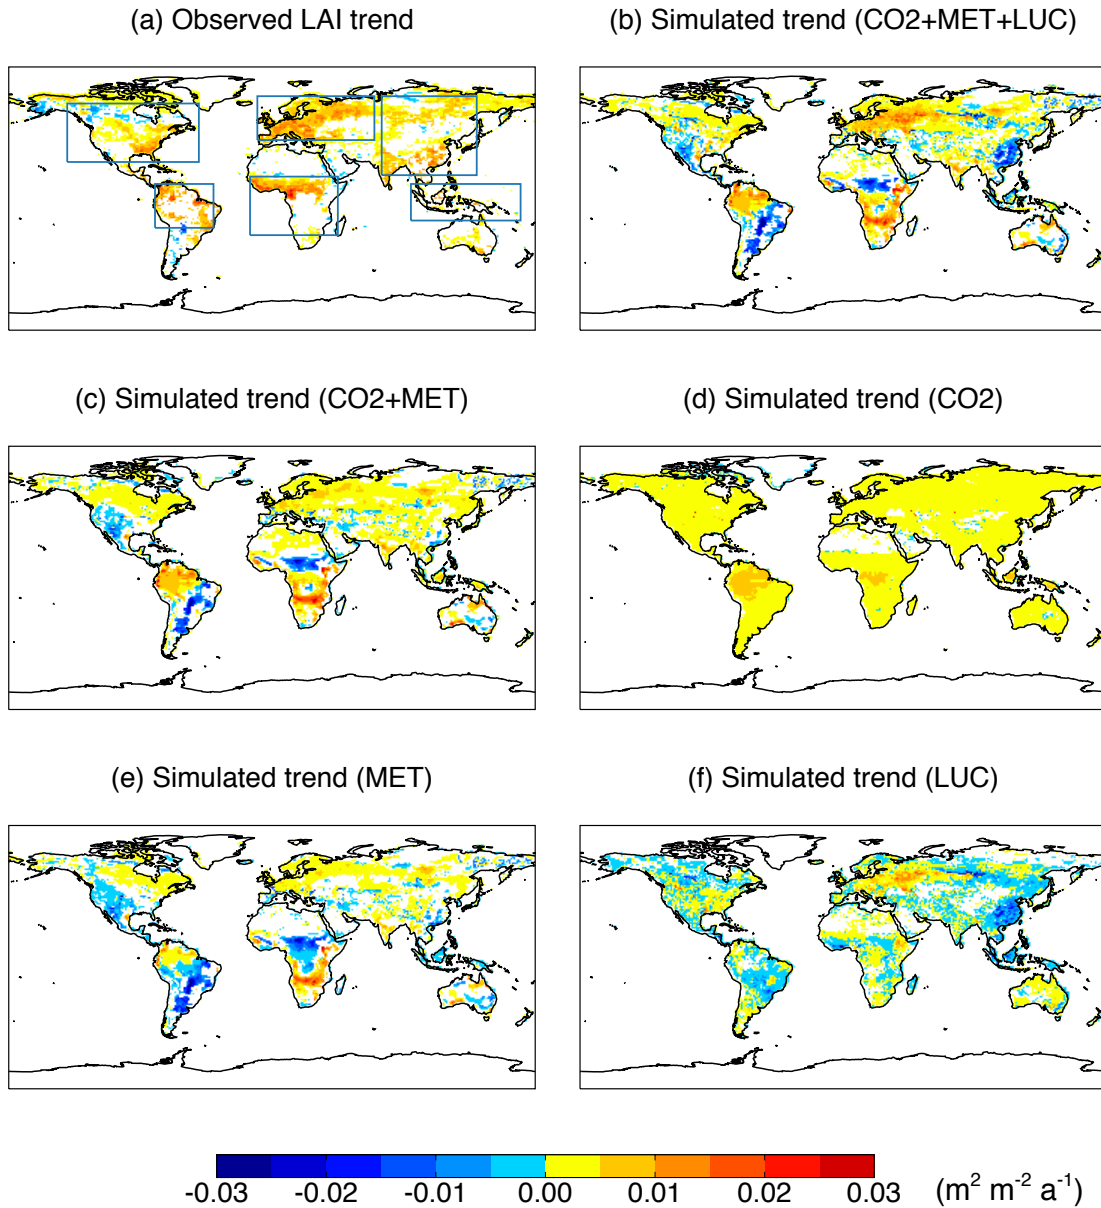 (a) Observed LAI trend
(b) Simulated trend (CO2+MET+LUC)
(c) Simulated trend (CO2+MET)
(d) Simulated trend (CO2)
(e) Simulated trend (MET)
(f) Simulated trend (LUC)
-0.03 -0.02 -0.01 0.00 0.01 0.02 0.03 (m² m⁻² a⁻¹)